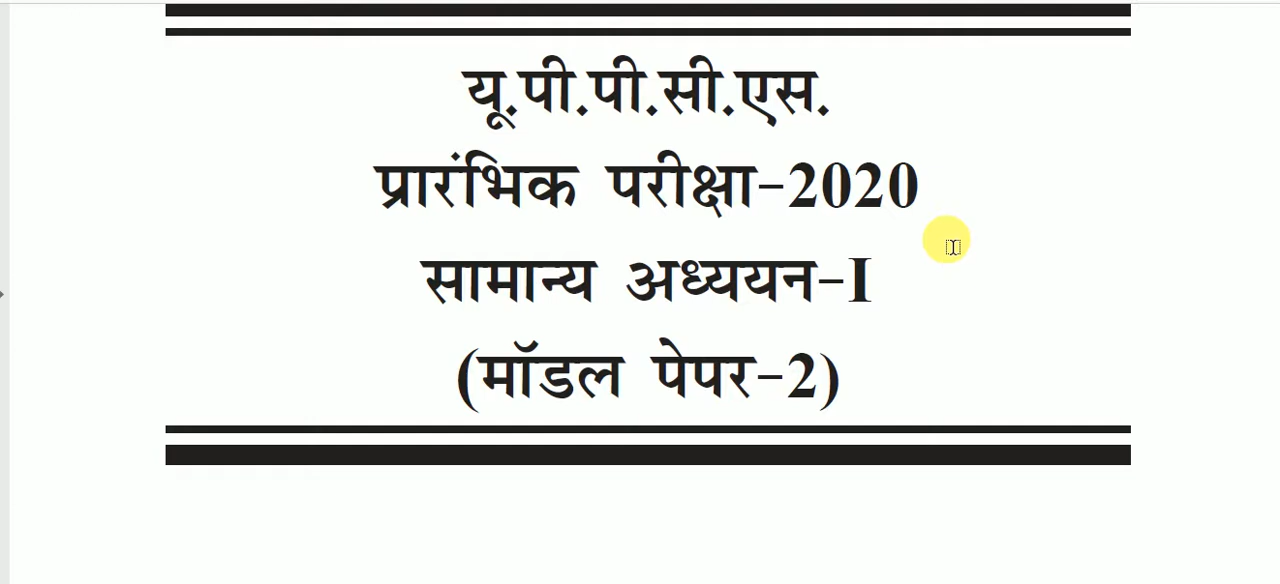 यू.पी.पी.सी.एस.
प्रारंभिक परीक्षा-2020
सामान्य अध्ययन-I
(मॉडल पेपर-2)